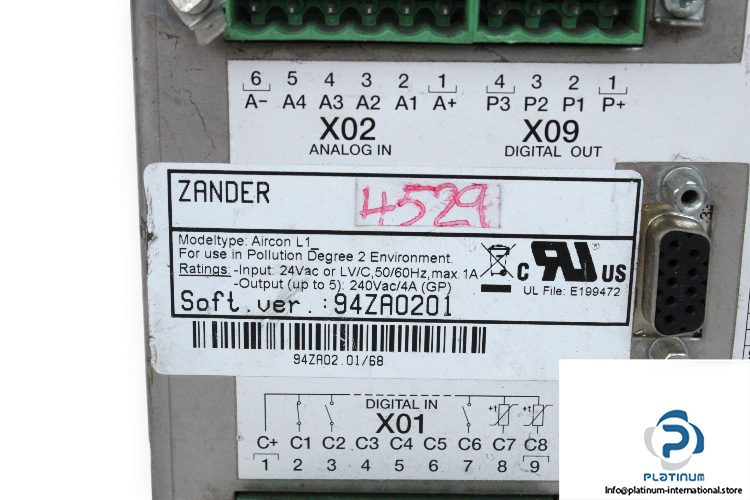 6 5 4 3 2 1
A- A4 A3 A2 A1 A+
X02
ANALOG IN
4 3 2 1
P3 P2 P1 P+
X09
DIGITAL OUT
ZANDER
4529
Modeltype: Aircon L1_
For use in Pollution Degree 2 Environment.
Ratings: -Input: 24Vac or LV/C,50/60Hz,max.1A
-Output (up to 5): 240Vac/4A (GP)
c UL US
UL File: E199472
Soft.ver.:94ZA0201
94ZA02.01/68
DIGITAL IN
X01
+t +t
C+ C1 C2 C3 C4 C5 C6 C7 C8
1 2 3 4 5 6 7 8 9
PLATINUM
Info@platinum-international.store